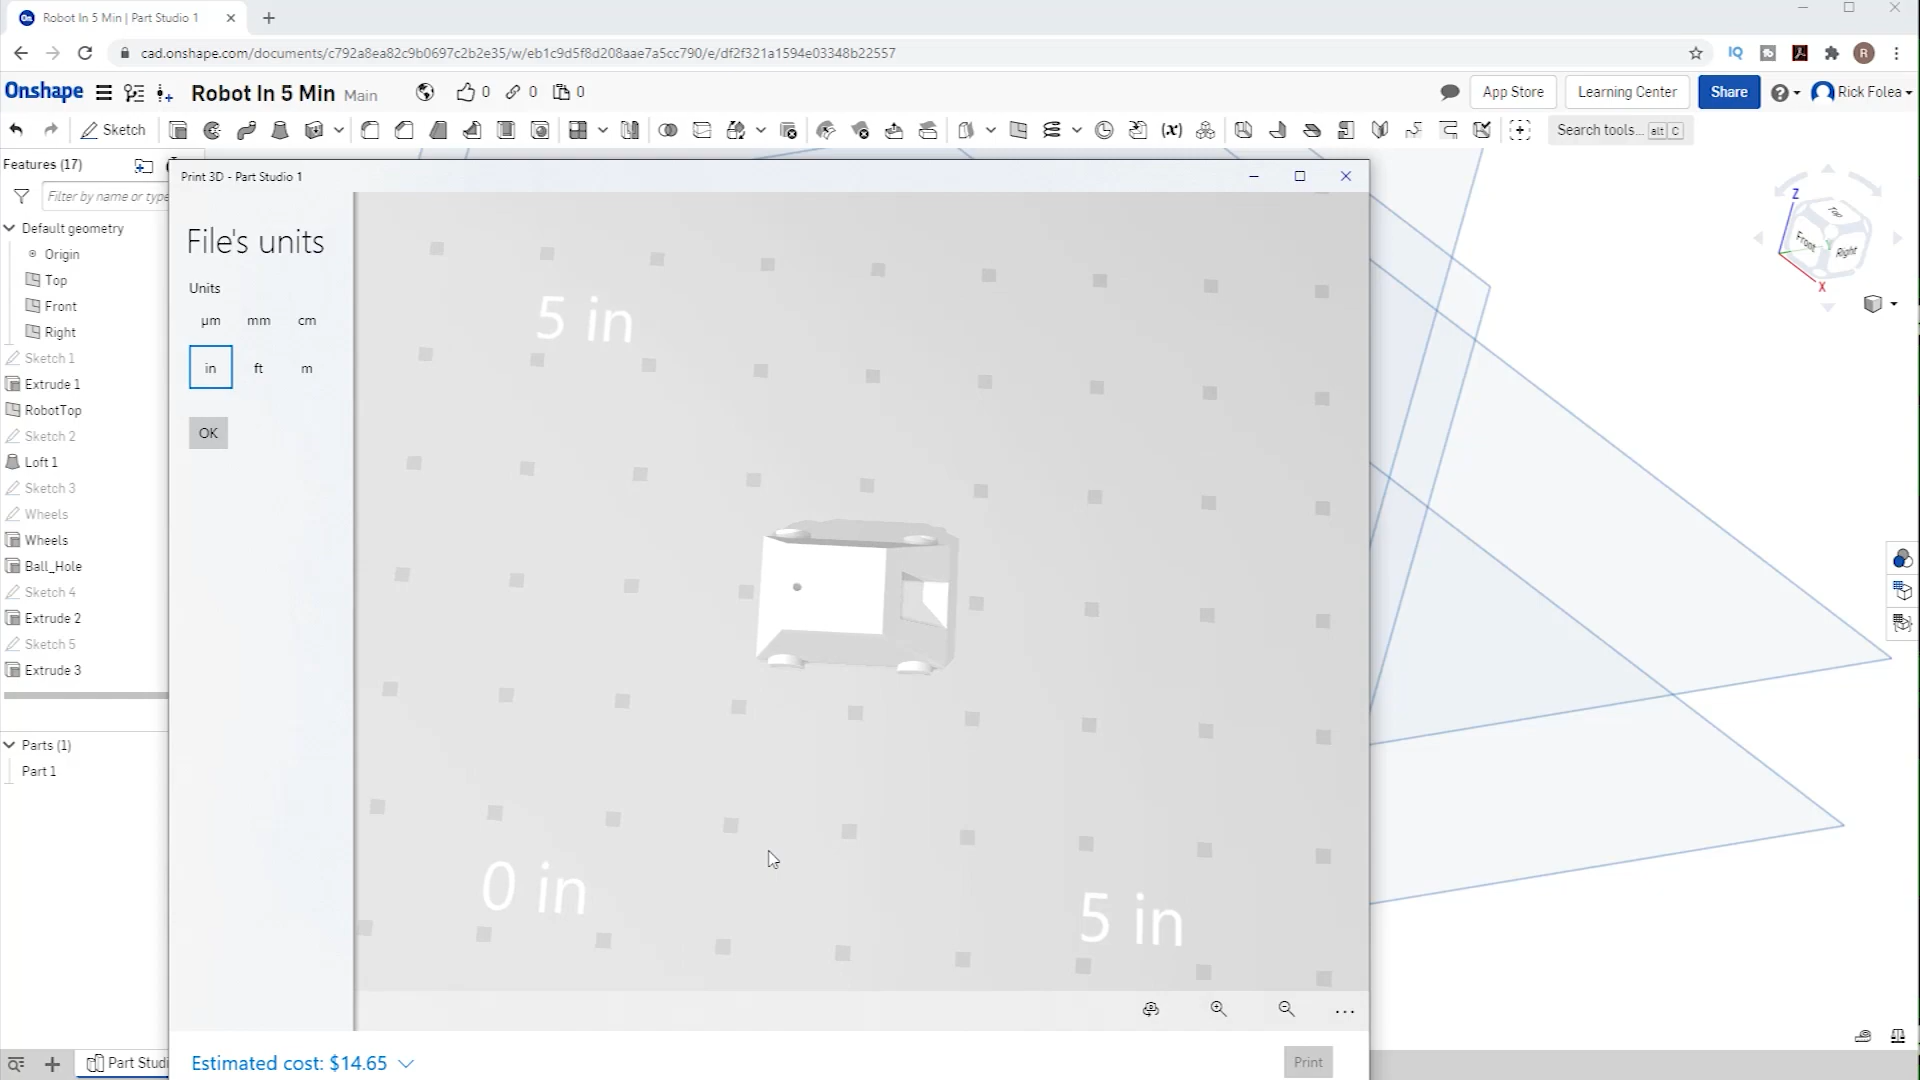 Robot In 5 Min | Part Studio 1
cad.onshape.com/documents/c792a8ea82c9b0697c2b2e35/w/eb1c9d5f8d208aae7a5cc790/e/df2f321a1594e03348b22557
IQ
R
Onshape
Robot In 5 Min Main
0
0
0
App Store
Learning Center
Share
Rick Folea
Sketch
(x)
Search tools... alt C
Features (17)
Filter by name or type
Default geometry
Origin
Top
Front
Right
Sketch 1
Extrude 1
RobotTop
Sketch 2
Loft 1
Sketch 3
Wheels
Wheels
Ball_Hole
Sketch 4
Extrude 2
Sketch 5
Extrude 3
Parts (1)
Part 1
Part Studi
Print 3D - Part Studio 1
File's units
Units
µm mm cm
in ft m
OK
5 in
0 in
5 in
Estimated cost: $14.65
Print
Z
Top
Front
Right
X